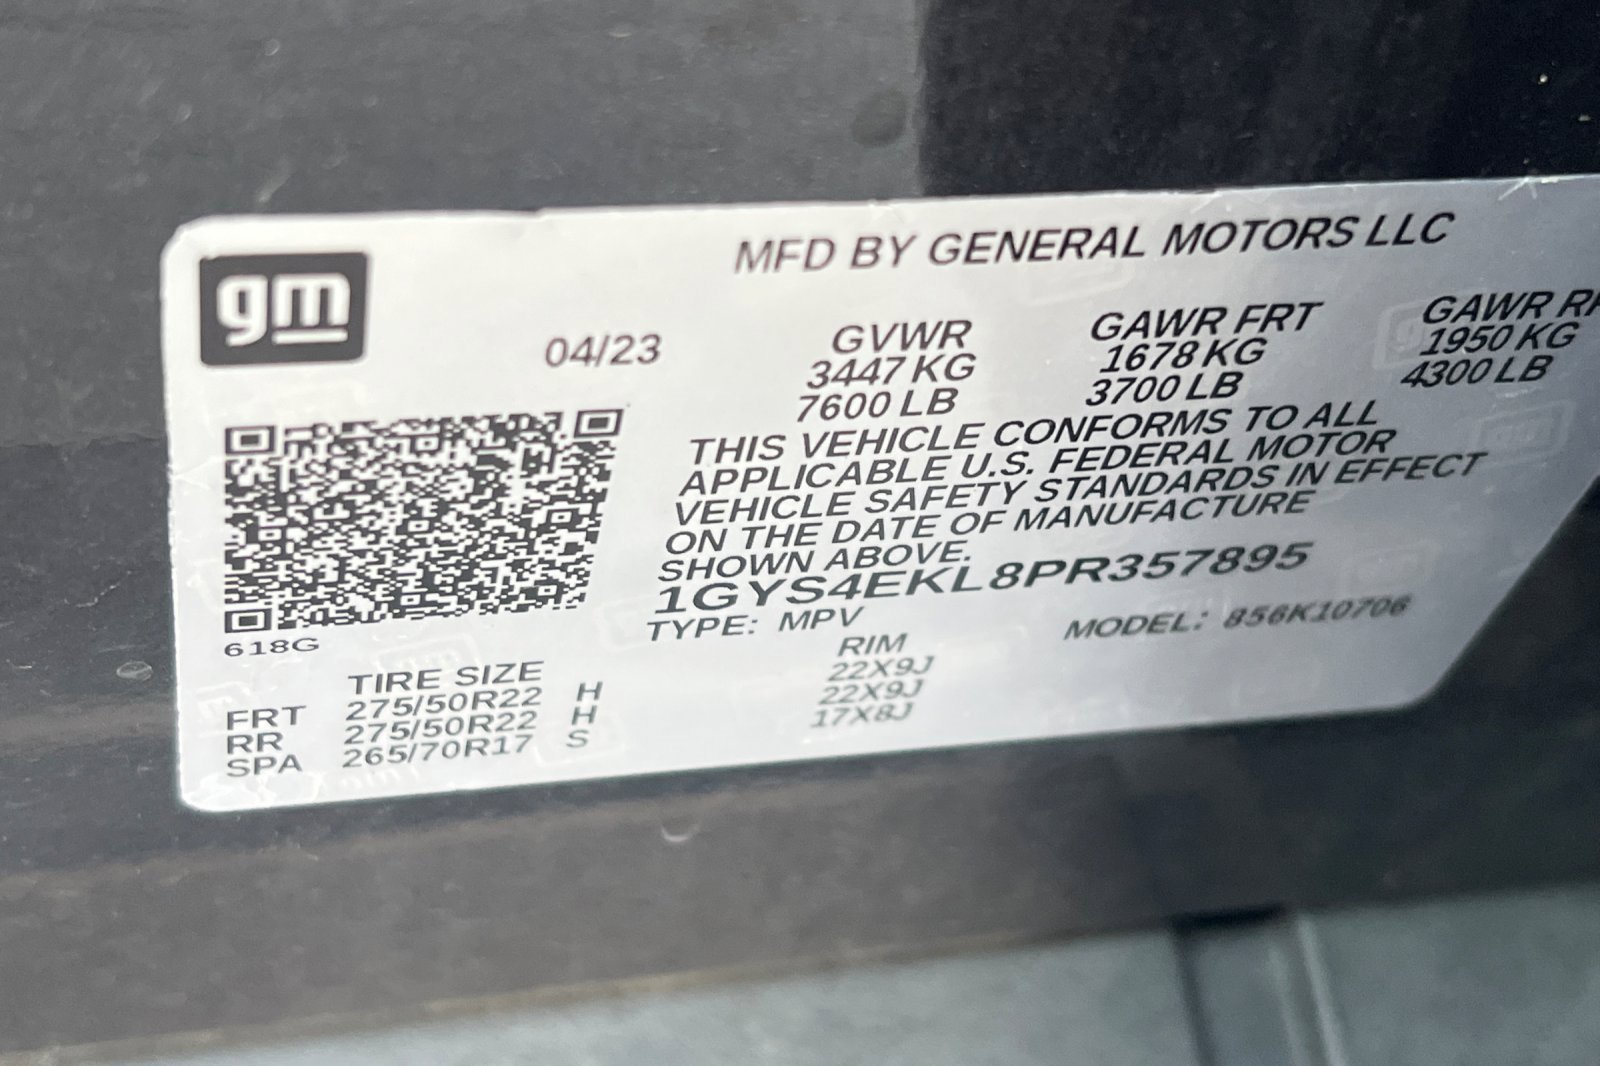 gm
MFD BY GENERAL MOTORS LLC
04/23
GVWR GAWR FRT GAWR
3447 KG 1678 KG 1950 KG
7600 LB 3700 LB 4300 LB
THIS VEHICLE CONFORMS TO ALL
APPLICABLE U.S. FEDERAL MOTOR
VEHICLE SAFETY STANDARDS IN EFFECT
ON THE DATE OF MANUFACTURE
SHOWN ABOVE.
1GYS4EKL8PR357895
TYPE: MPV MODEL: 856K10706
618G
TIRE SIZE RIM
FRT 275/50R22 H 22X9J
RR 275/50R22 H 22X9J
SPA 265/70R17 S 17X8J